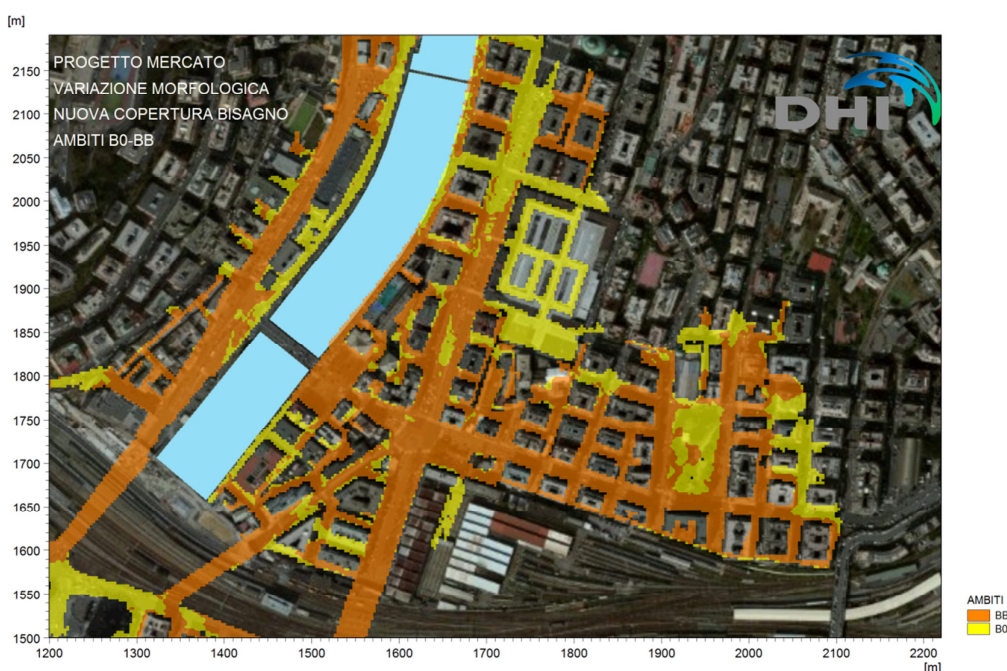 [m]
PROGETTO MERCATO
VARIAZIONE MORFOLOGICA
NUOVA COPERTURA BISAGNO
AMBITI B0-BB
DHI
2150
2100
2050
2000
1950
1900
1850
1800
1750
1700
1650
1600
1550
1500
1200 1300 1400 1500 1600 1700 1800 1900 2000 2100 2200
[m]
AMBITI
BB
B0